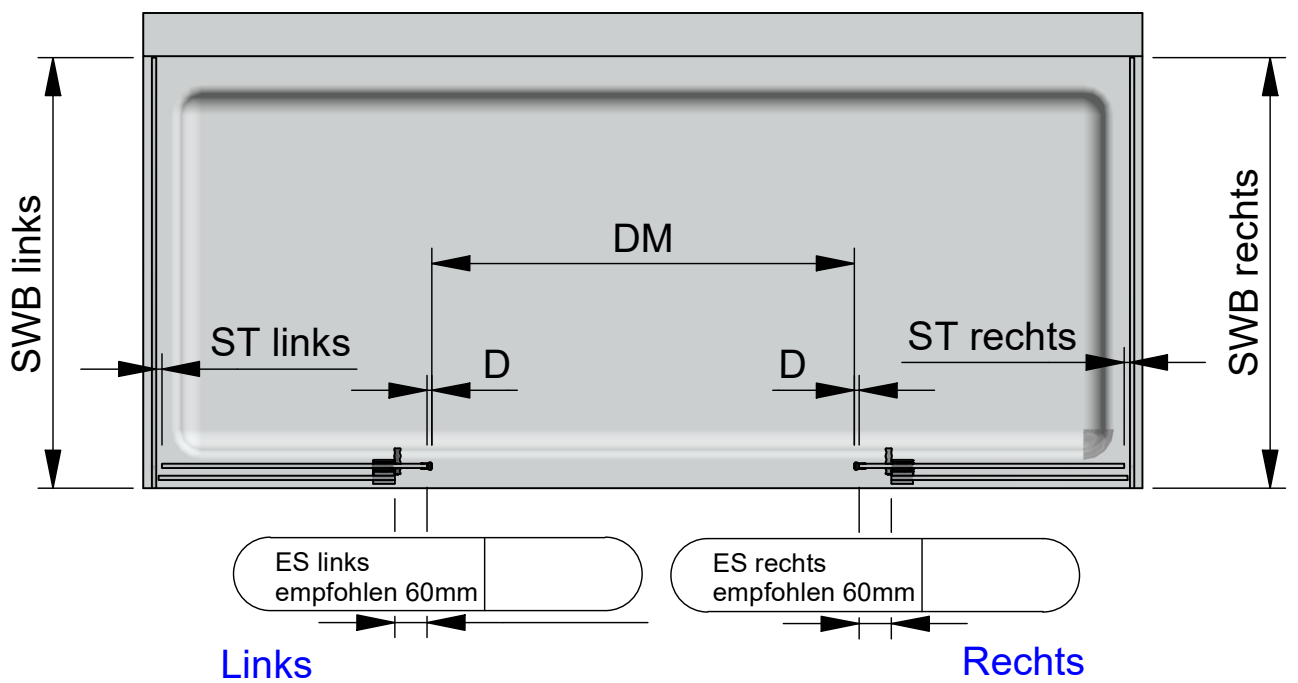 SWB links
SWB rechts
DM
ST links
ST rechts
D
D
ES links
empfohlen 60mm
ES rechts
empfohlen 60mm
Links
Rechts